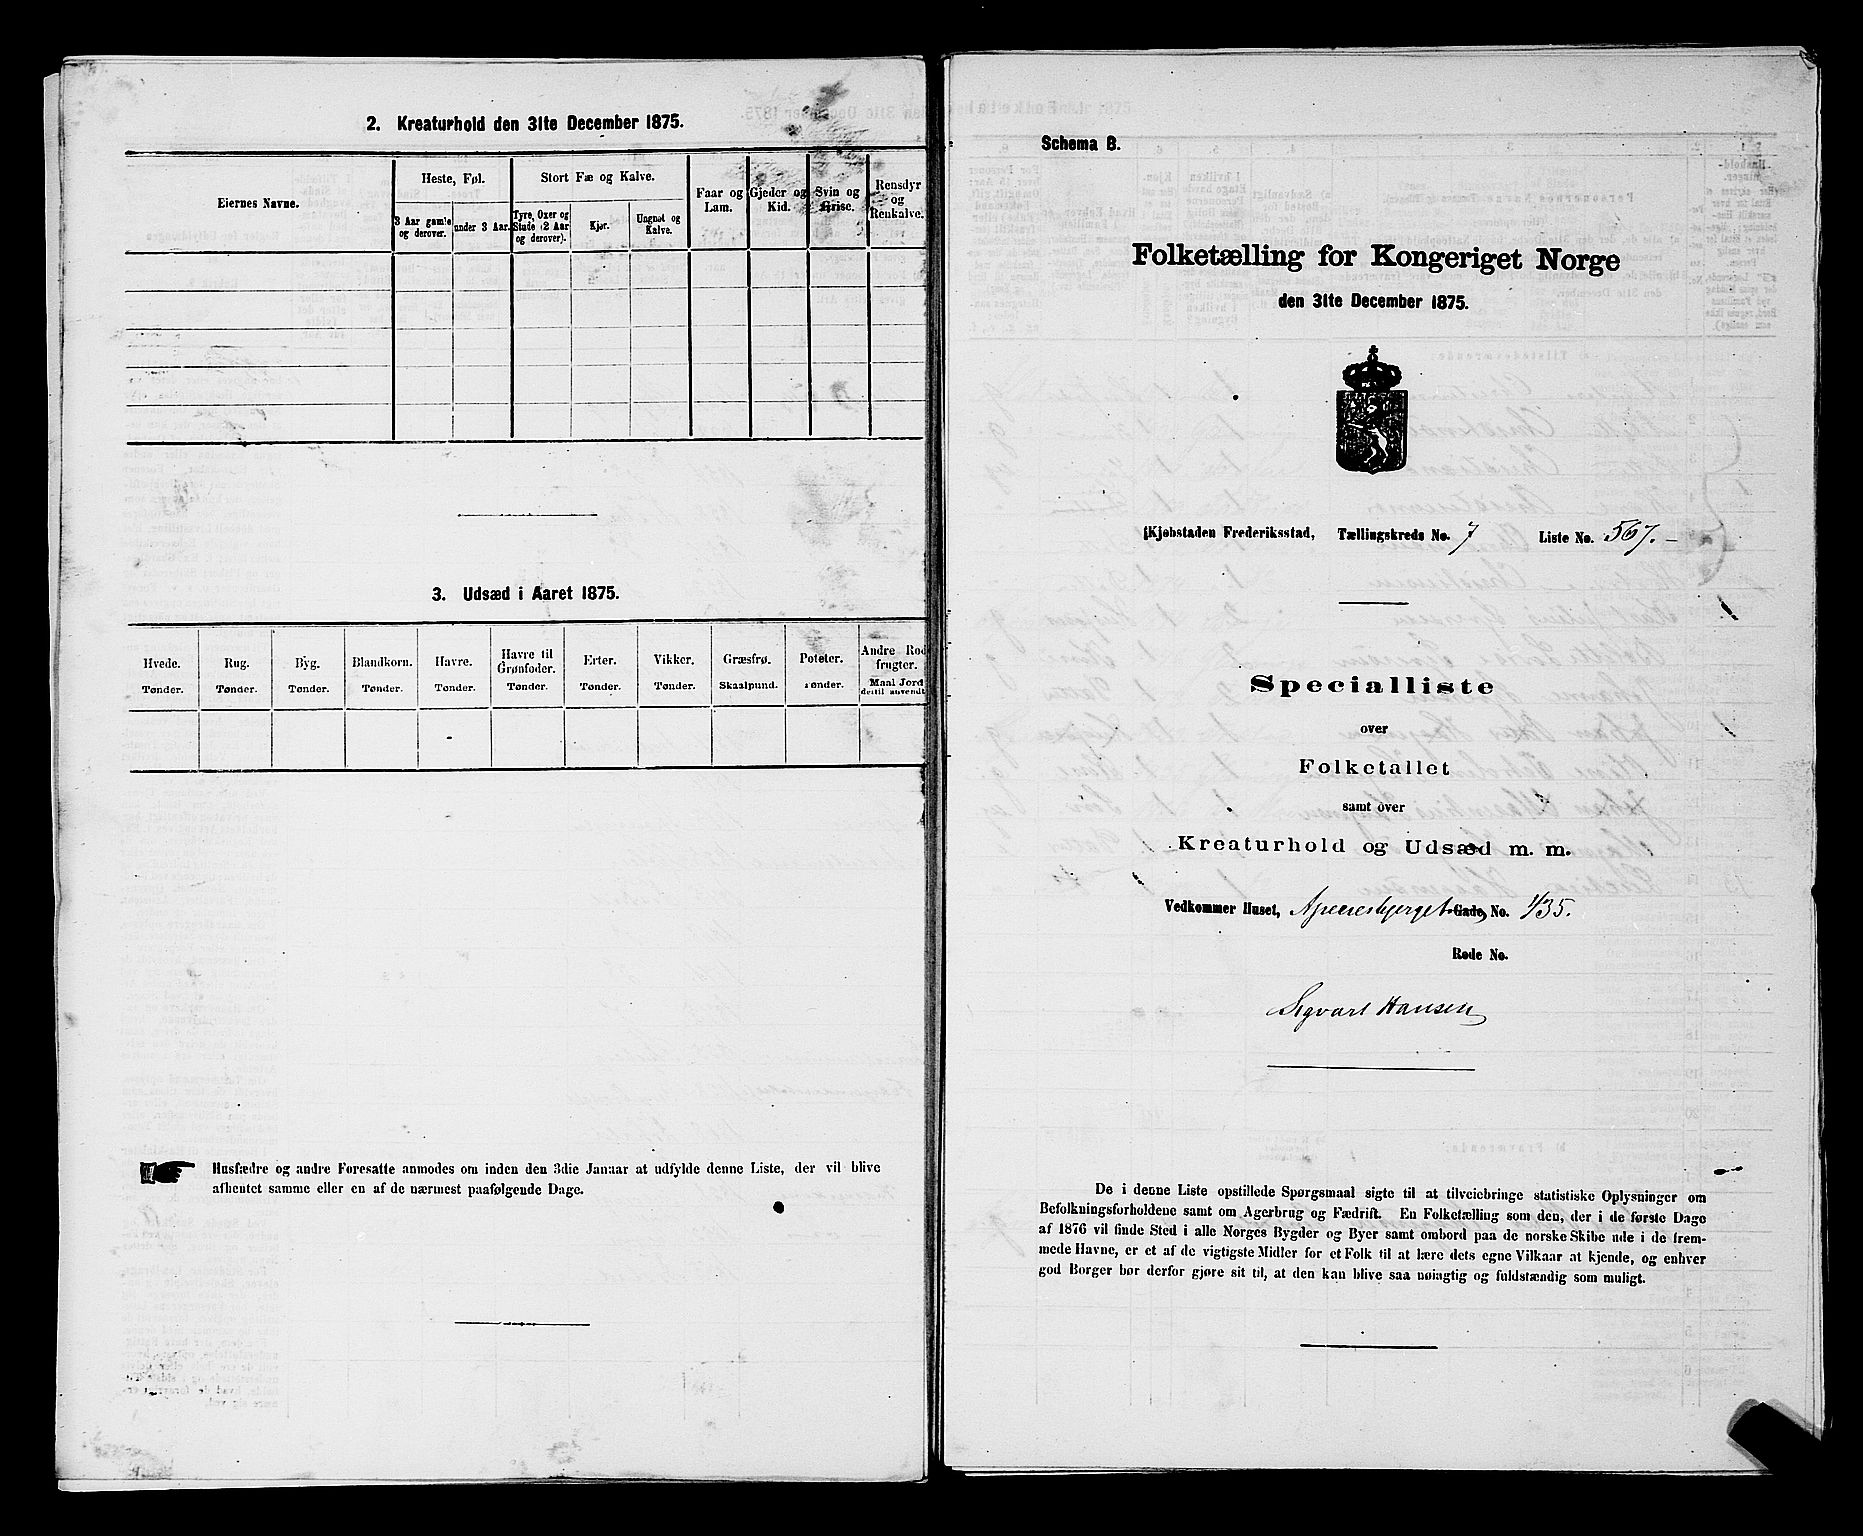 2. Kreaturhold den 31te December 1875.
Eiernes Navne.
Heste, Føl.
3 Aar gamle og derover.
under 3 Aar.
Stort Fæ og Kalve.
Tyre, Oxer og Stude (2 Aar og derover).
Kjør.
Ungnøt og Kalve.
Faar og Lam.
Gjeder og Kid.
Svin og Grise.
Rensdyr og Renkalve.
3. Udsæd i Aaret 1875.
Hvede. Rug. Byg. Blandkorn. Havre. Havre til Grønfoder. Erter. Vikker. Græsfrø. Poteter. Andre Rodfrugter.
Tønder. Tønder. Tønder. Tønder. Tønder. Tønder. Tønder. Tønder. Skaalpund. Tønder. Maal Jord dertil anvendt
Husfædre og andre Foresatte anmodes om inden den 3die Januar at udfylde denne Liste, der vil blive
afhentet samme eller en af de nærmest paafølgende Dage.
Schema B.
Folketælling for Kongeriget Norge
den 31te December 1875.
Kjøbstaden Frederiksstad, Tællingskreds No. 7 Liste No. 567.
Specialliste
over
Folketallet
samt over
Kreaturhold og Udsæd m. m.
Vedkommer Huset, Apenesbjerget Gade, No. 435.
Rode No.
Sigvart Hansen
De i denne Liste opstillede Spørgsmaal sigte til at tilveiebringe statistiske Oplysninger om
Befolkningsforholdene samt om Agerbrug og Fædrift. En Folketælling som den, der i de første Dage
af 1876 vil finde Sted i alle Norges Bygder og Byer samt ombord paa de norske Skibe ude i de frem-
mede Havne, er et af de vigtigste Midler for et Folk til at lære dets egne Vilkaar at kjende, og enhver
god Borger bør derfor gjøre sit til, at den kan blive saa nøiagtig og fuldstændig som muligt.